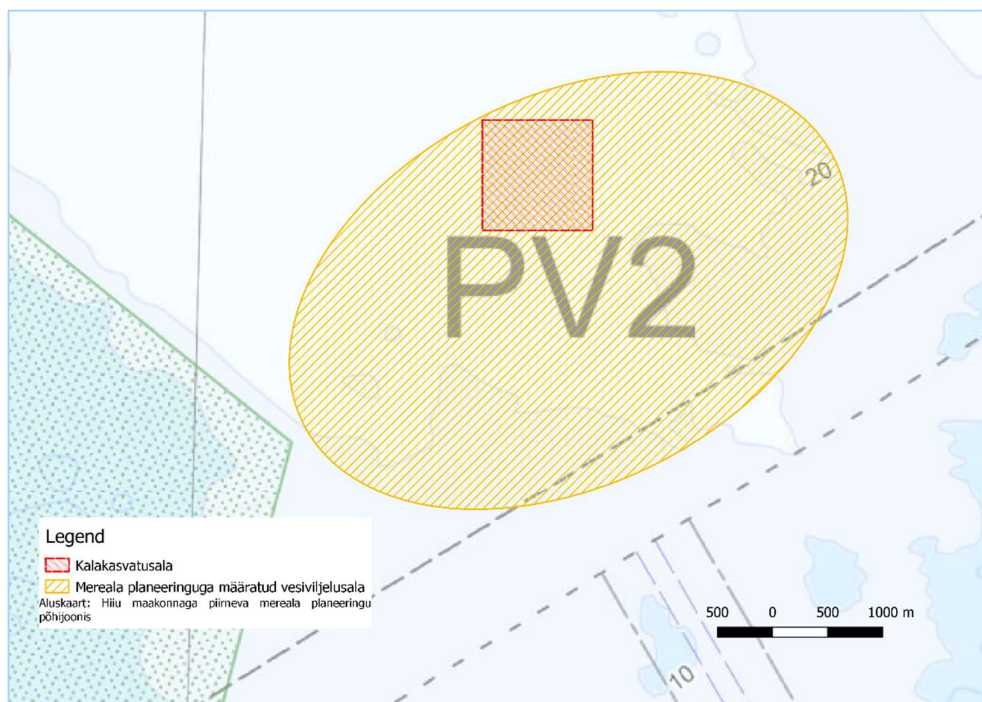 20
PV2
Legend
Kalakasvatusala
Mereala planeeringuga määratud vesiviljelusala
Aluskaart: Hiiu maakonnaga piirneva mereala planeeringu
põhijoonis
500 0 500 1000 m
10